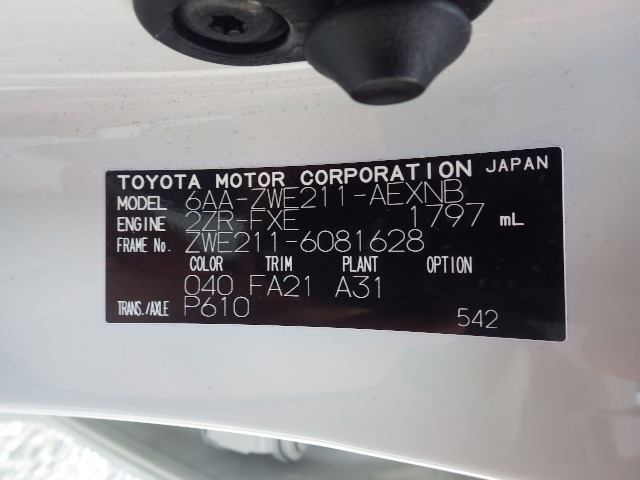 TOYOTA MOTOR CORPORATION JAPAN
MODEL 6AA-ZWE211-AEXNB
ENGINE 2ZR-FXE 1797 mL
FRAME No. ZWE211-6081628
COLOR TRIM PLANT OPTION
040 FA21 A31
TRANS./AXLE P610
542